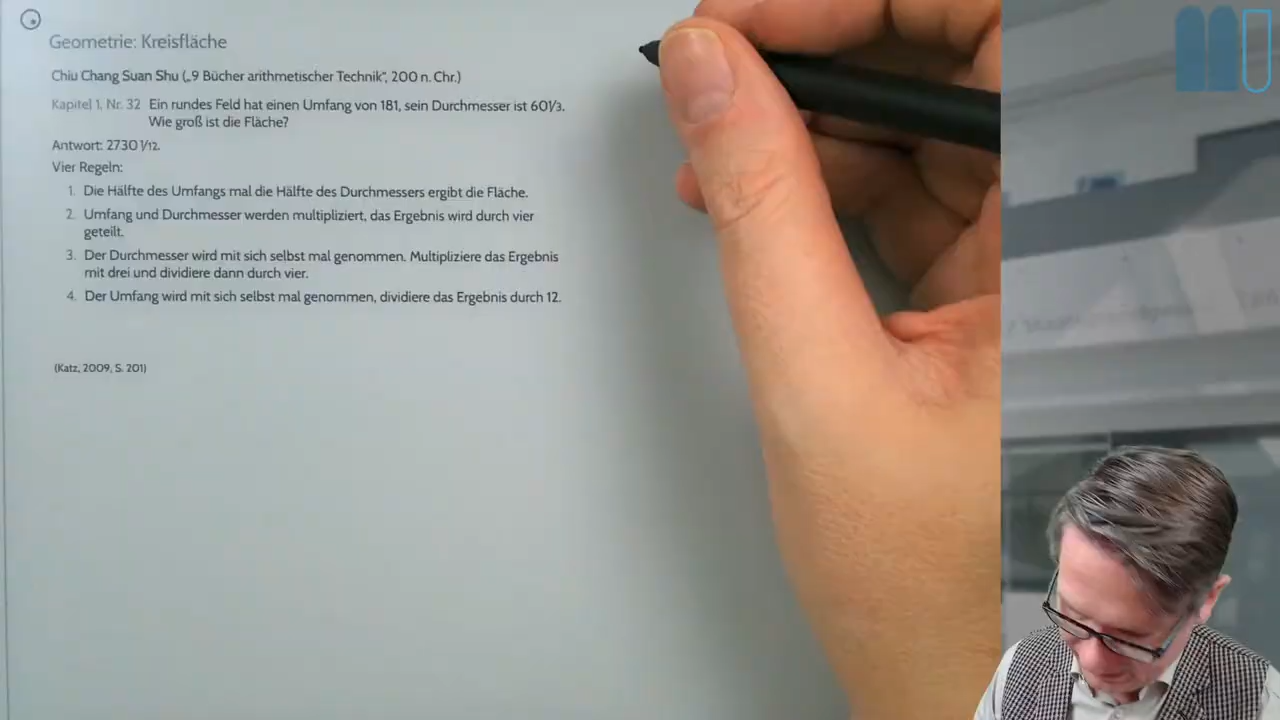 Geometrie: Kreisfläche
Chiu Chang Suan Shu („9 Bücher arithmetischer Technik“, 200 n. Chr.)
Kapitel 1, Nr. 32 Ein rundes Feld hat einen Umfang von 181, sein Durchmesser ist 60 1/3.
Wie groß ist die Fläche?
Antwort: 2730 1/12.
Vier Regeln:
1. Die Hälfte des Umfangs mal die Hälfte des Durchmessers ergibt die Fläche.
2. Umfang und Durchmesser werden multipliziert, das Ergebnis wird durch vier
geteilt.
3. Der Durchmesser wird mit sich selbst mal genommen. Multipliziere das Ergebnis
mit drei und dividiere dann durch vier.
4. Der Umfang wird mit sich selbst mal genommen, dividiere das Ergebnis durch 12.
(Katz, 2009, S. 201)